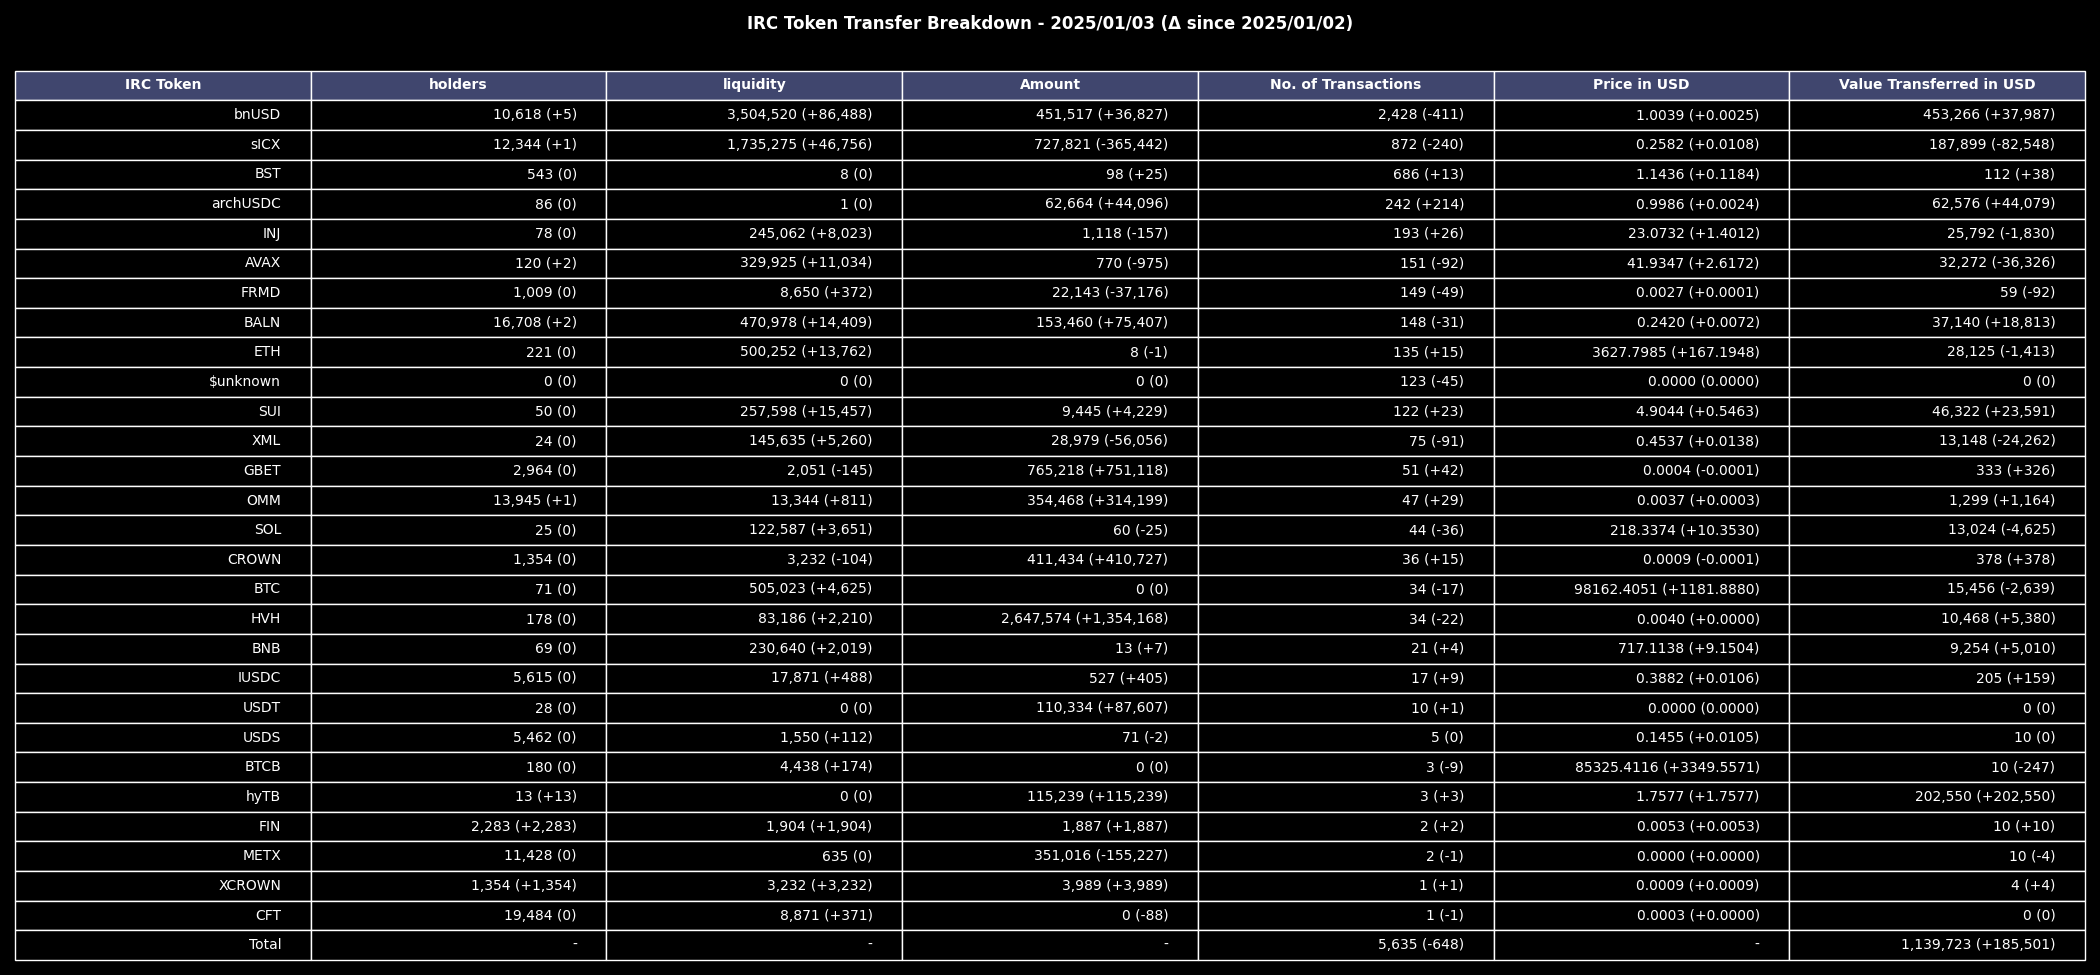 IRC Token Transfer Breakdown - 2025/01/03 (Δ since 2025/01/02)
IRC Token holders liquidity Amount No. of Transactions Price in USD Value Transferred in USD
bnUSD 10,618 (+5) 3,504,520 (+86,488) 451,517 (+36,827) 2,428 (-411) 1.0039 (+0.0025) 453,266 (+37,987)
sICX 12,344 (+1) 1,735,275 (+46,756) 727,821 (-365,442) 872 (-240) 0.2582 (+0.0108) 187,899 (-82,548)
BST 543 (0) 8 (0) 98 (+25) 686 (+13) 1.1436 (+0.1184) 112 (+38)
archUSDC 86 (0) 1 (0) 62,664 (+44,096) 242 (+214) 0.9986 (+0.0024) 62,576 (+44,079)
INJ 78 (0) 245,062 (+8,023) 1,118 (-157) 193 (+26) 23.0732 (+1.4012) 25,792 (-1,830)
AVAX 120 (+2) 329,925 (+11,034) 770 (-975) 151 (-92) 41.9347 (+2.6172) 32,272 (-36,326)
FRMD 1,009 (0) 8,650 (+372) 22,143 (-37,176) 149 (-49) 0.0027 (+0.0001) 59 (-92)
BALN 16,708 (+2) 470,978 (+14,409) 153,460 (+75,407) 148 (-31) 0.2420 (+0.0072) 37,140 (+18,813)
ETH 221 (0) 500,252 (+13,762) 8 (-1) 135 (+15) 3627.7985 (+167.1948) 28,125 (-1,413)
$unknown 0 (0) 0 (0) 0 (0) 123 (-45) 0.0000 (0.0000) 0 (0)
SUI 50 (0) 257,598 (+15,457) 9,445 (+4,229) 122 (+23) 4.9044 (+0.5463) 46,322 (+23,591)
XML 24 (0) 145,635 (+5,260) 28,979 (-56,056) 75 (-91) 0.4537 (+0.0138) 13,148 (-24,262)
GBET 2,964 (0) 2,051 (-145) 765,218 (+751,118) 51 (+42) 0.0004 (-0.0001) 333 (+326)
OMM 13,945 (+1) 13,344 (+811) 354,468 (+314,199) 47 (+29) 0.0037 (+0.0003) 1,299 (+1,164)
SOL 25 (0) 122,587 (+3,651) 60 (-25) 44 (-36) 218.3374 (+10.3530) 13,024 (-4,625)
CROWN 1,354 (0) 3,232 (-104) 411,434 (+410,727) 36 (+15) 0.0009 (-0.0001) 378 (+378)
BTC 71 (0) 505,023 (+4,625) 0 (0) 34 (-17) 98162.4051 (+1181.8880) 15,456 (-2,639)
HVH 178 (0) 83,186 (+2,210) 2,647,574 (+1,354,168) 34 (-22) 0.0040 (+0.0000) 10,468 (+5,380)
BNB 69 (0) 230,640 (+2,019) 13 (+7) 21 (+4) 717.1138 (+9.1504) 9,254 (+5,010)
IUSDC 5,615 (0) 17,871 (+488) 527 (+405) 17 (+9) 0.3882 (+0.0106) 205 (+159)
USDT 28 (0) 0 (0) 110,334 (+87,607) 10 (+1) 0.0000 (0.0000) 0 (0)
USDS 5,462 (0) 1,550 (+112) 71 (-2) 5 (0) 0.1455 (+0.0105) 10 (0)
BTCB 180 (0) 4,438 (+174) 0 (0) 3 (-9) 85325.4116 (+3349.5571) 10 (-247)
hyTB 13 (+13) 0 (0) 115,239 (+115,239) 3 (+3) 1.7577 (+1.7577) 202,550 (+202,550)
FIN 2,283 (+2,283) 1,904 (+1,904) 1,887 (+1,887) 2 (+2) 0.0053 (+0.0053) 10 (+10)
METX 11,428 (0) 635 (0) 351,016 (-155,227) 2 (-1) 0.0000 (+0.0000) 10 (-4)
XCROWN 1,354 (+1,354) 3,232 (+3,232) 3,989 (+3,989) 1 (+1) 0.0009 (+0.0009) 4 (+4)
CFT 19,484 (0) 8,871 (+371) 0 (-88) 1 (-1) 0.0003 (+0.0000) 0 (0)
Total - - - 5,635 (-648) - 1,139,723 (+185,501)